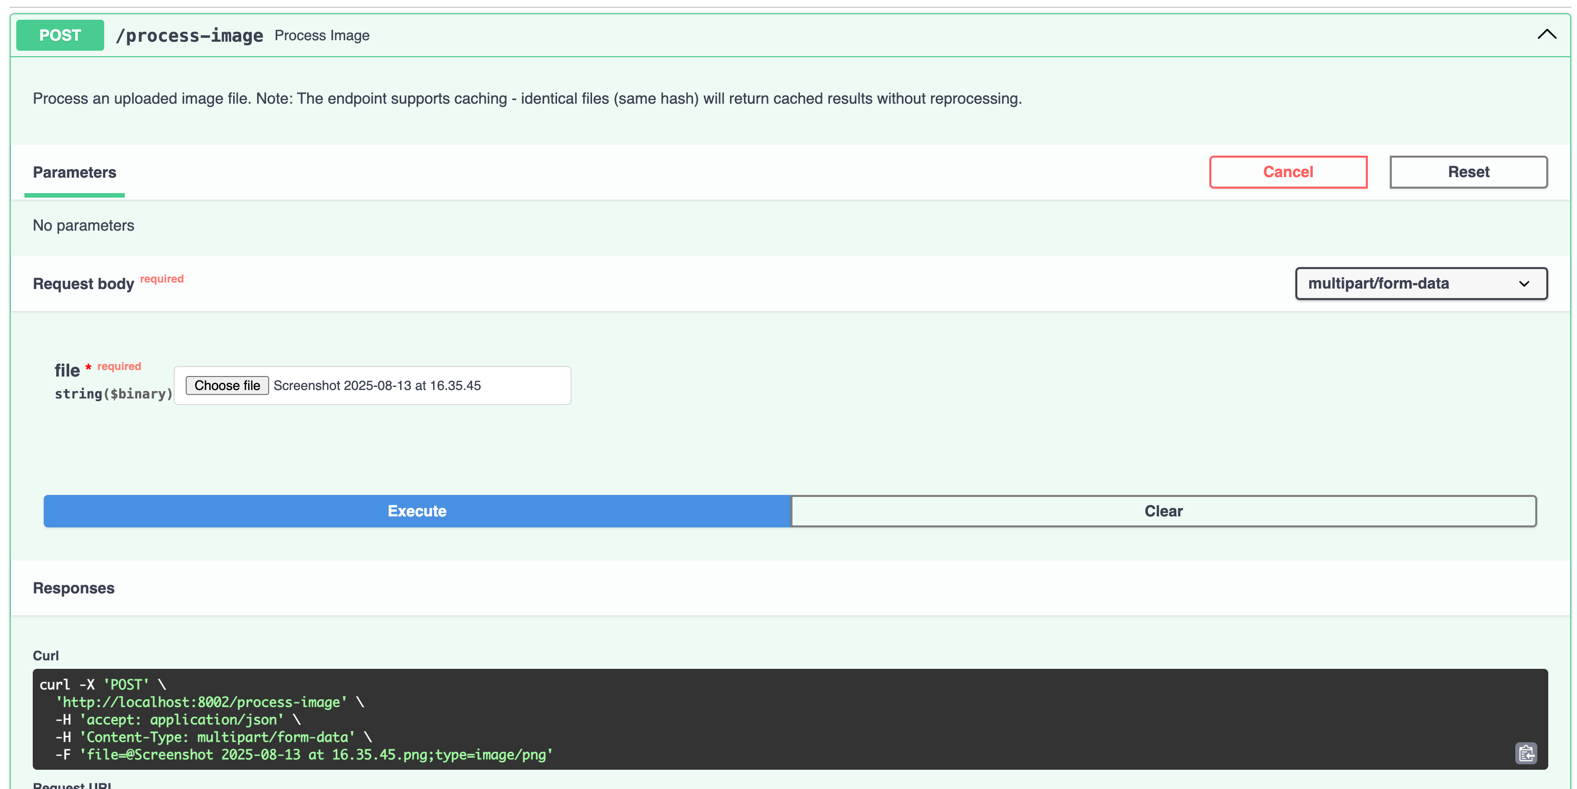 POST /process-image Process Image
Process an uploaded image file. Note: The endpoint supports caching - identical files (same hash) will return cached results without reprocessing.
Parameters
Cancel
Reset
No parameters
Request body required
multipart/form-data
file * required
string($binary)
Choose file Screenshot 2025-08-13 at 16.35.45
Execute
Clear
Responses
Curl
curl -X 'POST' \
  'http://localhost:8002/process-image' \
  -H 'accept: application/json' \
  -H 'Content-Type: multipart/form-data' \
  -F 'file=@Screenshot 2025-08-13 at 16.35.45.png;type=image/png'
Request URL